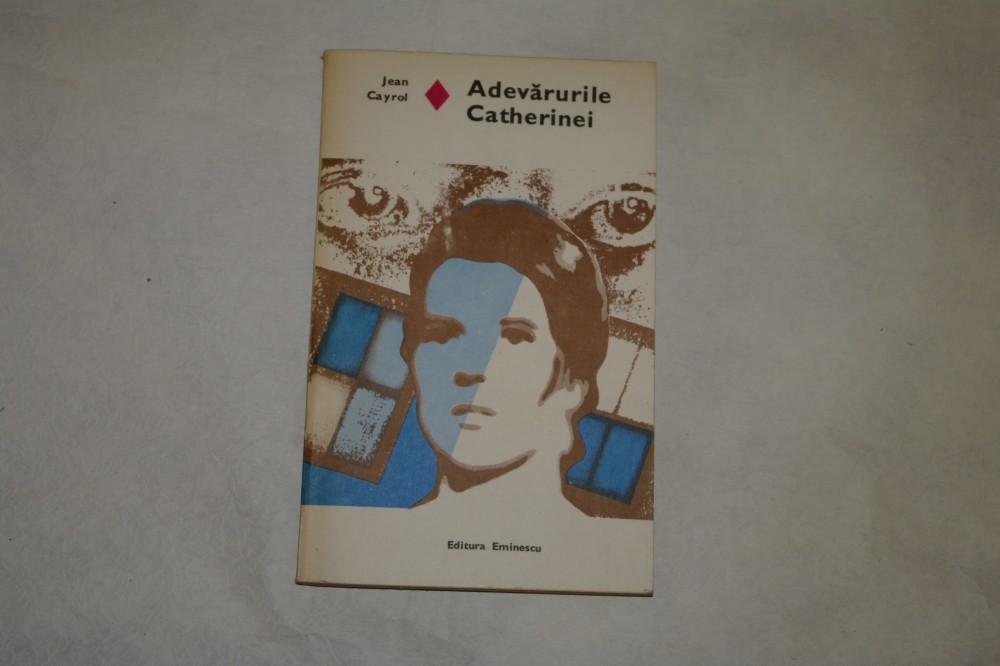 Jean
Cayrol
Adevărurile
Catherinei
Editura Eminescu